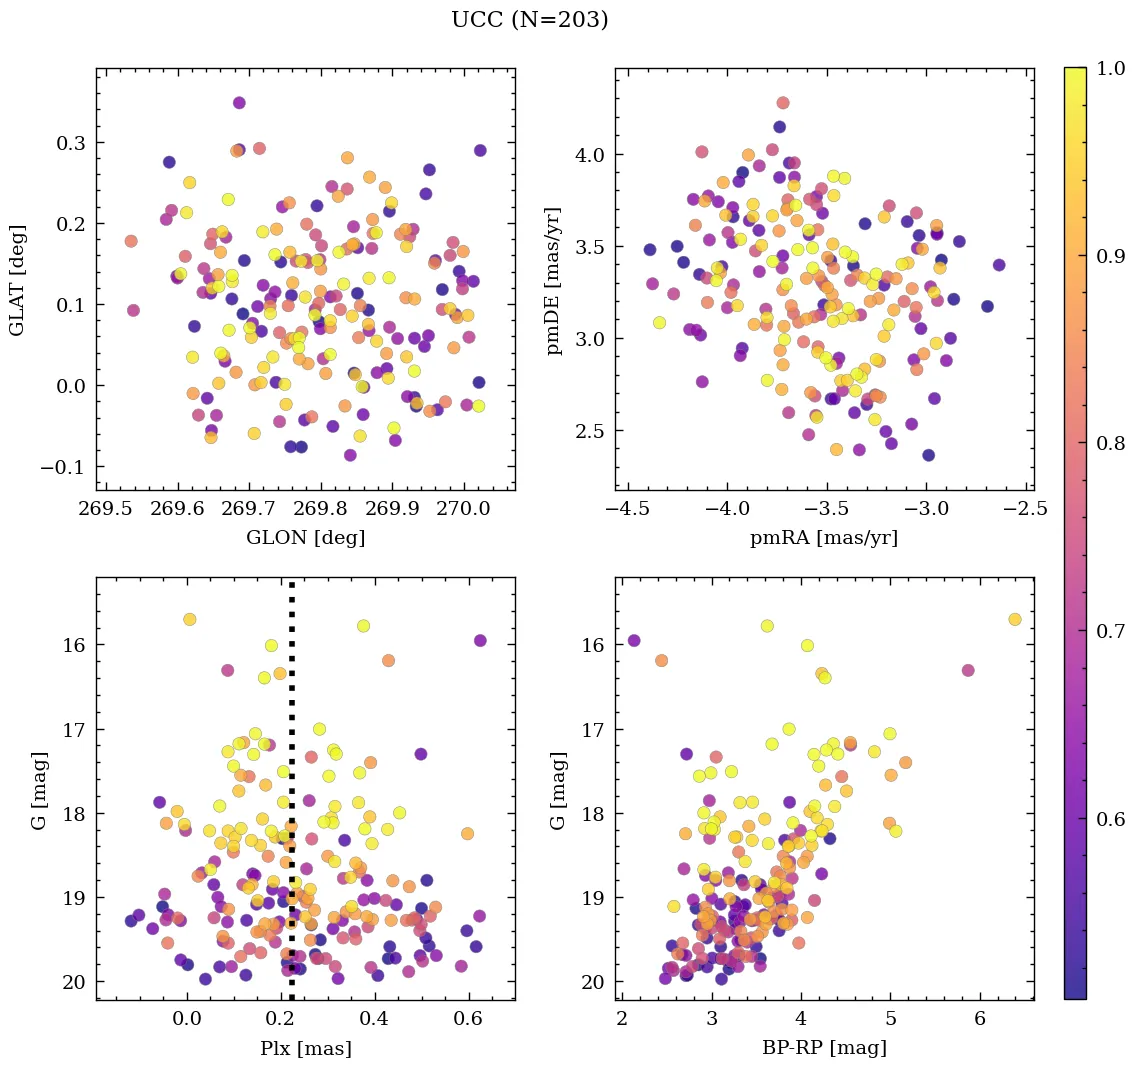 UCC (N=203)
GLAT [deg]
0.3
0.2
0.1
0.0
−0.1
269.5 269.6 269.7 269.8 269.9 270.0
GLON [deg]
pmDE [mas/yr]
4.0
3.5
3.0
2.5
−4.5 −4.0 −3.5 −3.0 −2.5
pmRA [mas/yr]
1.0
0.9
0.8
0.7
0.6
G [mag]
16
17
18
19
20
0.0 0.2 0.4 0.6
Plx [mas]
G [mag]
16
17
18
19
20
2 3 4 5 6
BP-RP [mag]